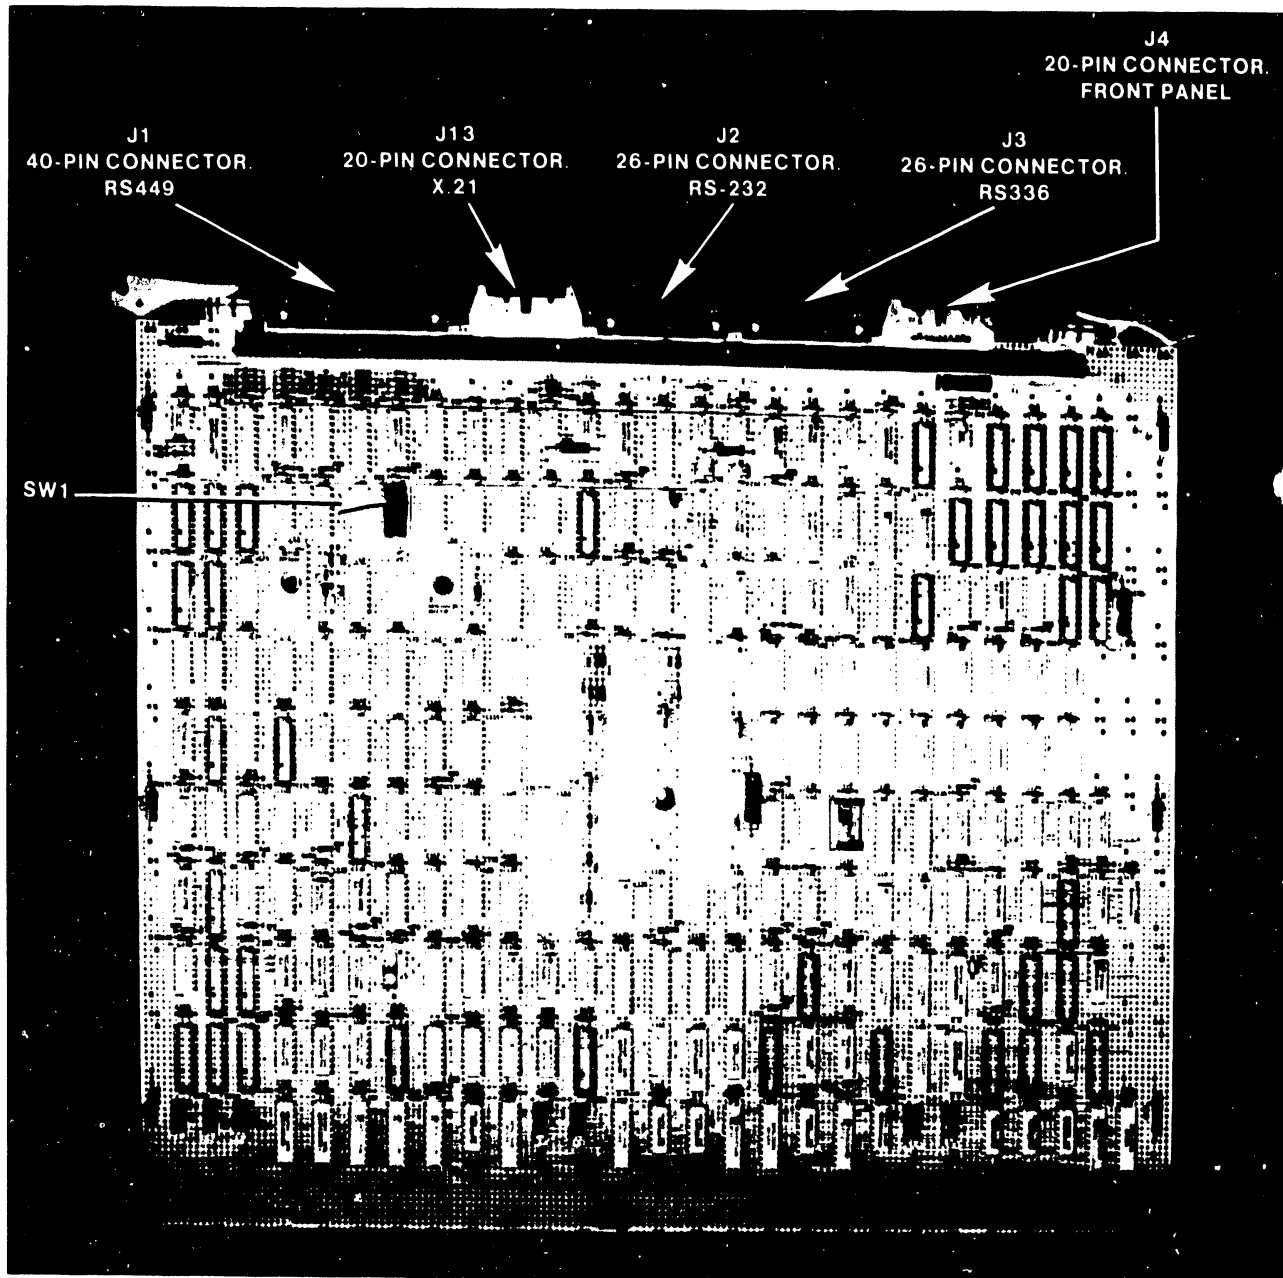 J4
20-PIN CONNECTOR.
FRONT PANEL
J1
40-PIN CONNECTOR.
RS449
J13
20-PIN CONNECTOR.
X.21
J2
26-PIN CONNECTOR.
RS-232
J3
26-PIN CONNECTOR.
RS336
SW1